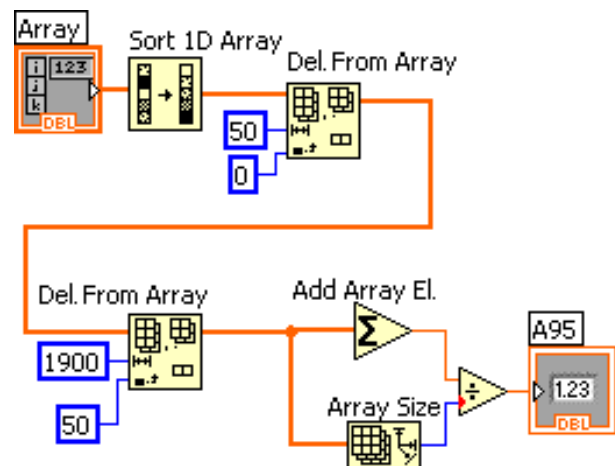 Array
Sort 1D Array
Del. From Array
i
j
k
123
DBL
50
0
Del. From Array
Add Array El.
A95
1900
50
Array Size
1.23
DBL